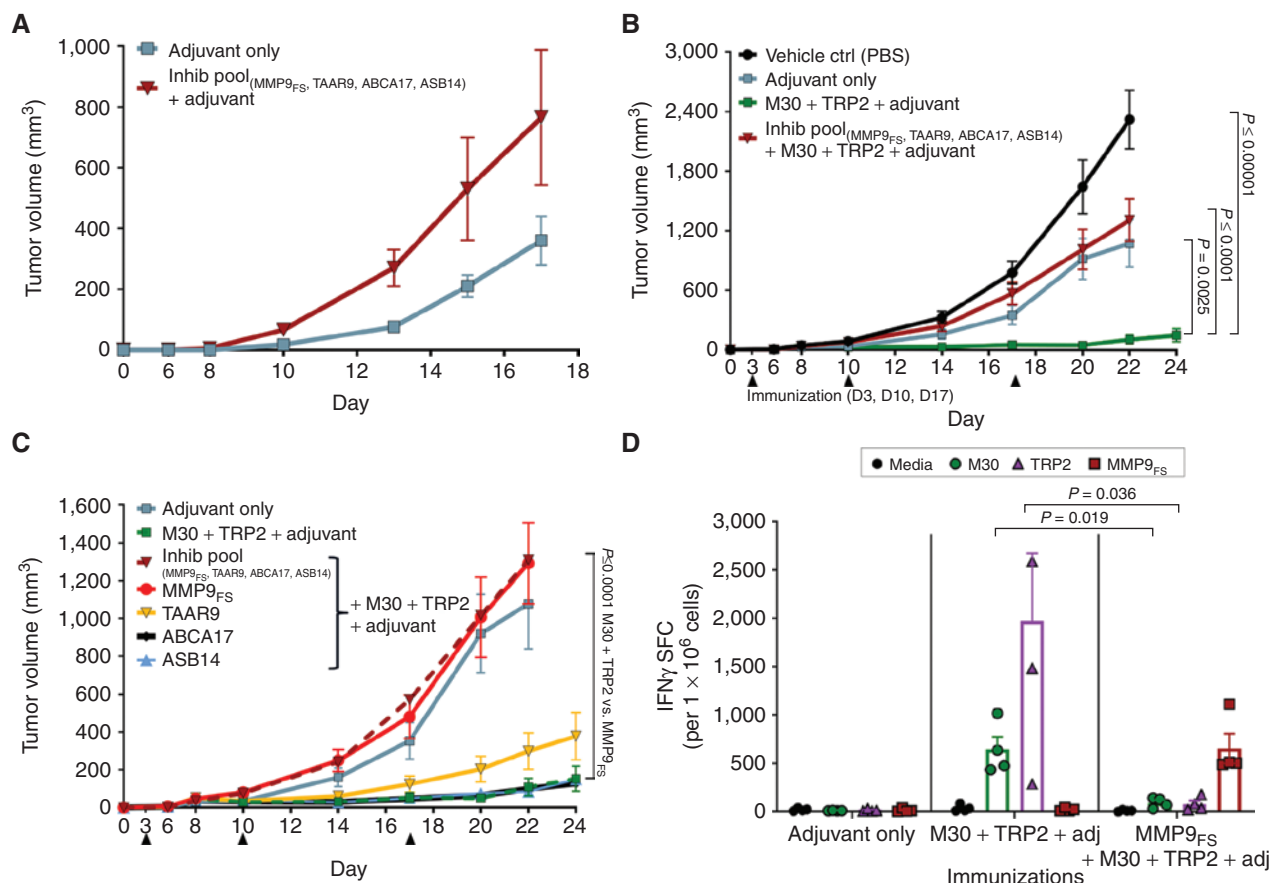 A
1,000
800
600
400
200
0
Tumor volume (mm³)
Adjuvant only
Inhib pool(MMP9FS, TAAR9, ABCA17, ASB14)
+ adjuvant
0 6 8 10 12 14 16 18
Day
B
3,000
2,400
1,800
1,200
600
0
Tumor volume (mm³)
Vehicle ctrl (PBS)
Adjuvant only
M30 + TRP2 + adjuvant
Inhib pool(MMP9FS, TAAR9, ABCA17, ASB14)
+ M30 + TRP2 + adjuvant
P = 0.0025
P ≤ 0.0001
P ≤ 0.00001
0 3 6 8 10 12 14 16 18 20 22 24
Immunization (D3, D10, D17)
Day
C
1,600
1,400
1,200
1,000
800
600
400
200
0
Tumor volume (mm³)
Adjuvant only
M30 + TRP2 + adjuvant
Inhib pool
(MMP9FS, TAAR9, ABCA17, ASB14)
MMP9FS
TAAR9
ABCA17
ASB14
+ M30 + TRP2
+ adjuvant
P≤0.0001 M30 + TRP2 vs. MMP9FS
0 3 6 8 10 12 14 16 18 20 22 24
Day
D
Media M30 TRP2 MMP9FS
P = 0.036
P = 0.019
3,000
2,500
2,000
1,500
1,000
500
0
IFNγ SFC
(per 1 × 10⁶ cells)
Adjuvant only
M30 + TRP2 + adj
MMP9FS
+ M30 + TRP2 + adj
Immunizations